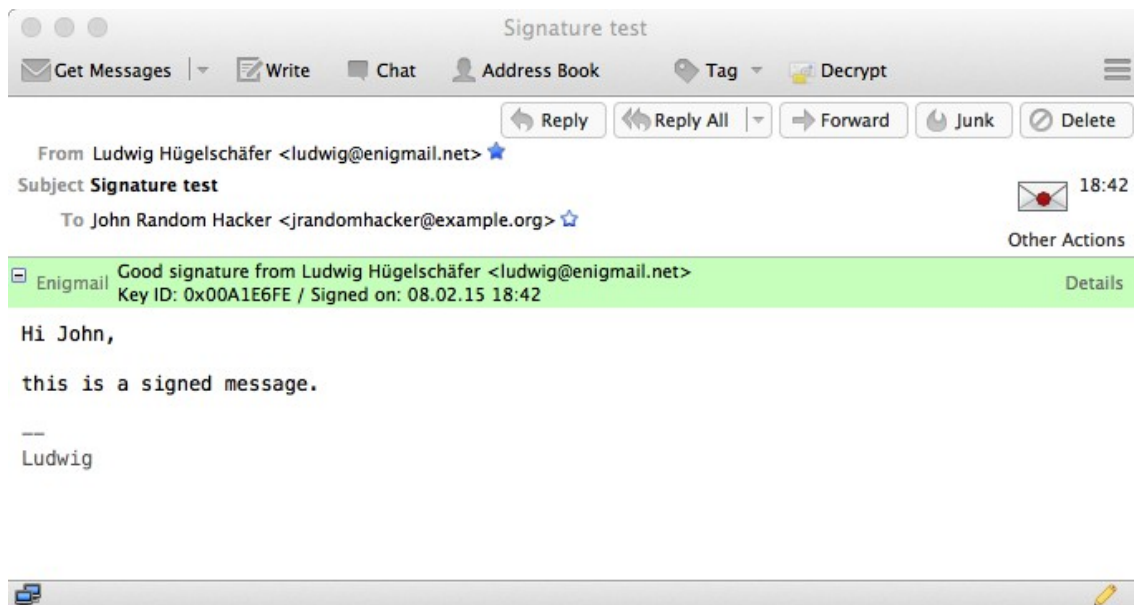 Signature test
Get Messages Write Chat Address Book Tag Decrypt
Reply Reply All Forward Junk Delete
From Ludwig Hügelschäfer <ludwig@enigmail.net>
Subject Signature test
18:42
To John Random Hacker <jrandomhacker@example.org>
Other Actions
Enigmail Good signature from Ludwig Hügelschäfer <ludwig@enigmail.net>
Key ID: 0x00A1E6FE / Signed on: 08.02.15 18:42
Details
Hi John,
this is a signed message.
--
Ludwig